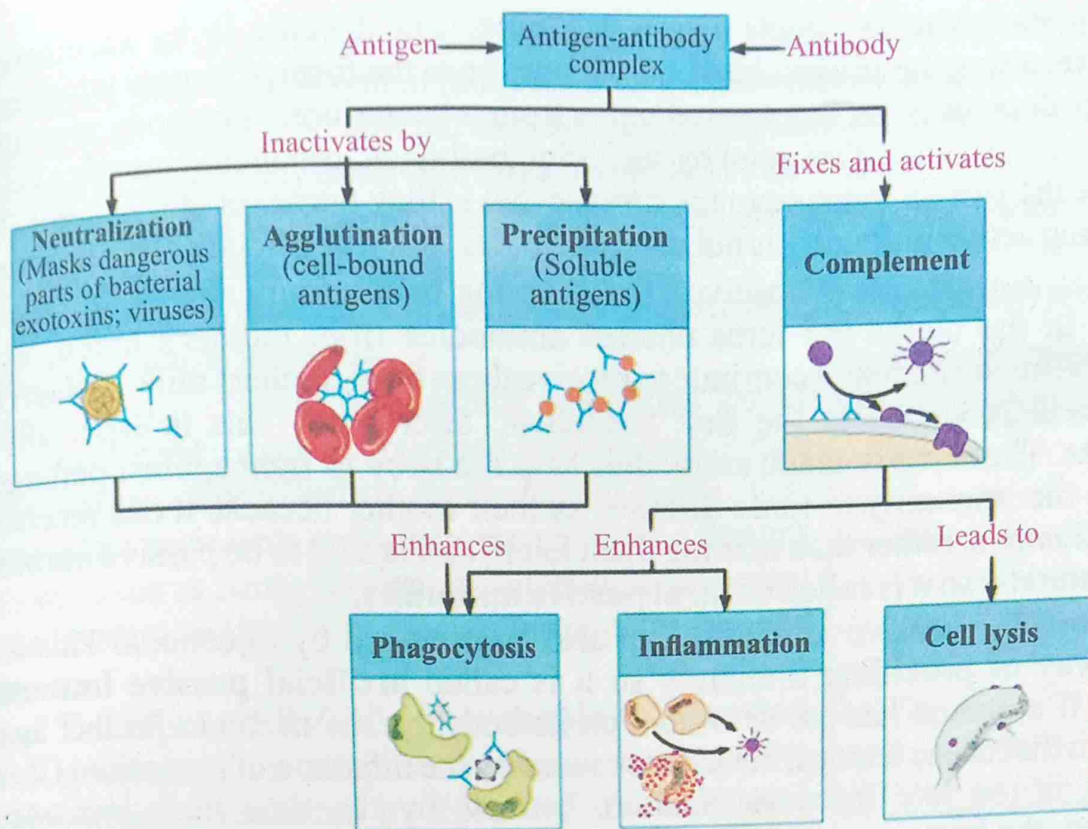 Antigen
Antigen-antibody
complex
Antibody
Inactivates by
Fixes and activates
Neutralization
(Masks dangerous
parts of bacterial
exotoxins; viruses)
Agglutination
(cell-bound
antigens)
Precipitation
(Soluble
antigens)
Complement
Enhances
Enhances
Leads to
Phagocytosis
Inflammation
Cell lysis